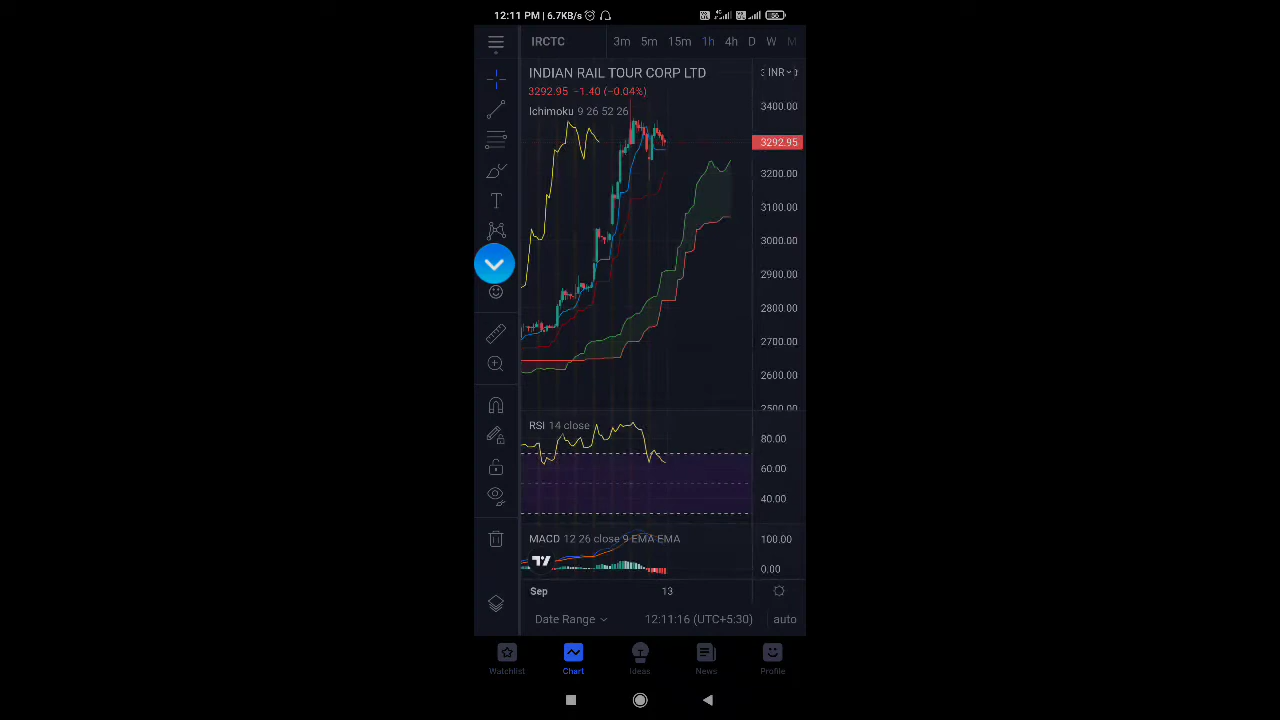 12:11 PM | 6.7KB/s
56
IRCTC 3m 5m 15m 1h 4h D W M
INDIAN RAIL TOUR CORP LTD
INR
3292.95 −1.40 (−0.04%)
Ichimoku 9 26 52 26
3400.00
3292.95
3200.00
3100.00
3000.00
2900.00
2800.00
2700.00
2600.00
2500.00
RSI 14 close
80.00
60.00
40.00
MACD 12 26 close 9 EMA EMA
100.00
0.00
Sep 13
Date Range 12:11:16 (UTC+5:30) auto
Watchlist Chart Ideas News Profile